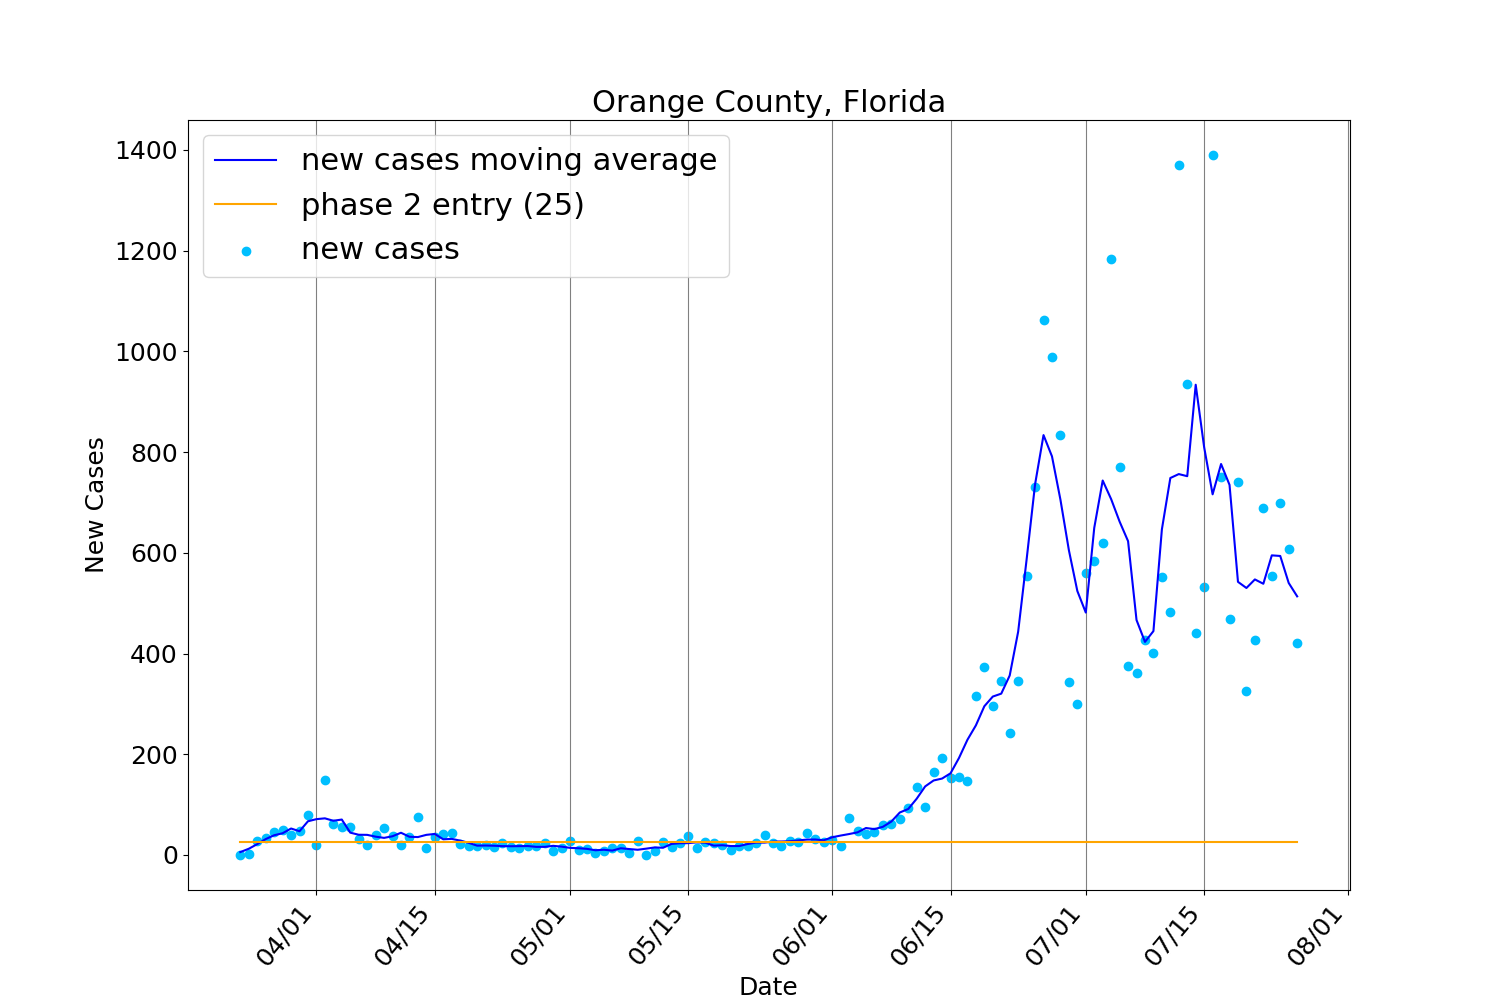 Orange County, Florida
new cases moving average
phase 2 entry (25)
new cases
1400
1200
1000
800
600
400
200
0
New Cases
04/01
04/15
05/01
05/15
06/01
06/15
07/01
07/15
08/01
Date